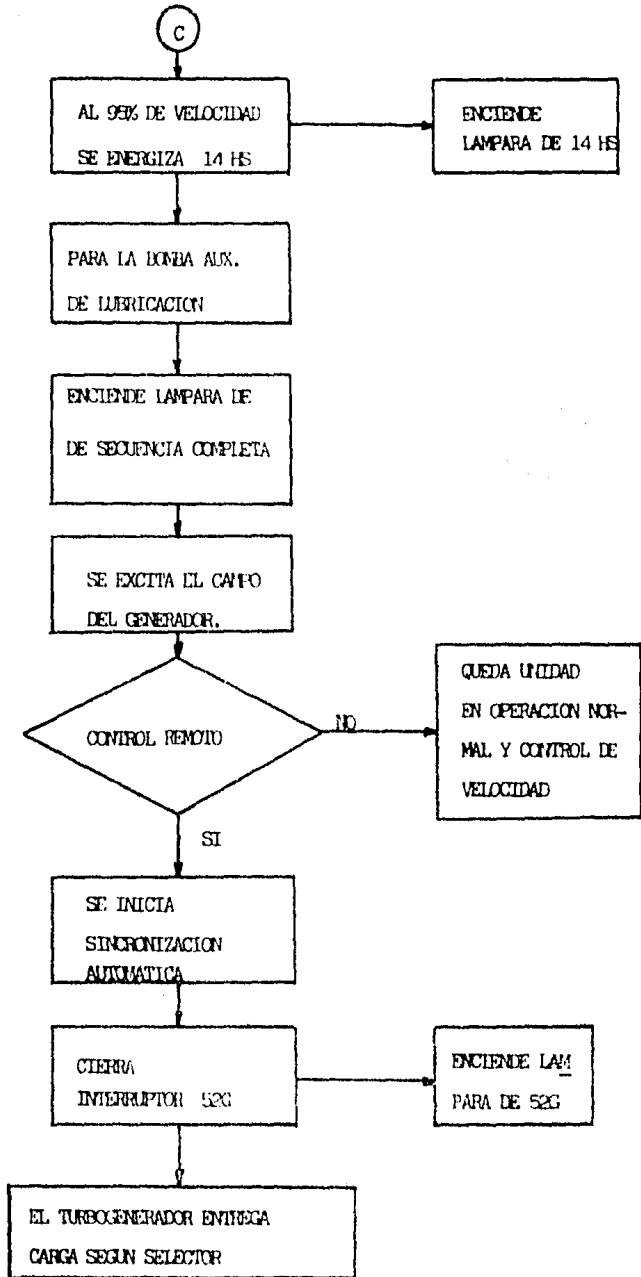 C
AL 95% DE VELOCIDAD
SE ENERGIZA 14 HS
ENCIENDE
LAMPARA DE 14 HS
PARA LA BOMBA AUX.
DE LUBRICACION
ENCIENDE LAMPARA DE
DE SECUENCIA COMPLETA
SE EXCITA EL CAMPO
DEL GENERADOR.
CONTROL REMOTO
NO
QUEDA UNIDAD
EN OPERACION NOR-
MAL Y CONTROL DE
VELOCIDAD
SI
SE INICIA
SINCRONIZACION
AUTOMATICA
CIERRA
INTERRUPTOR 52G
ENCIENDE LAM
PARA DE 52G
EL TURBOGENERADOR ENTREGA
CARGA SEGUN SELECTOR